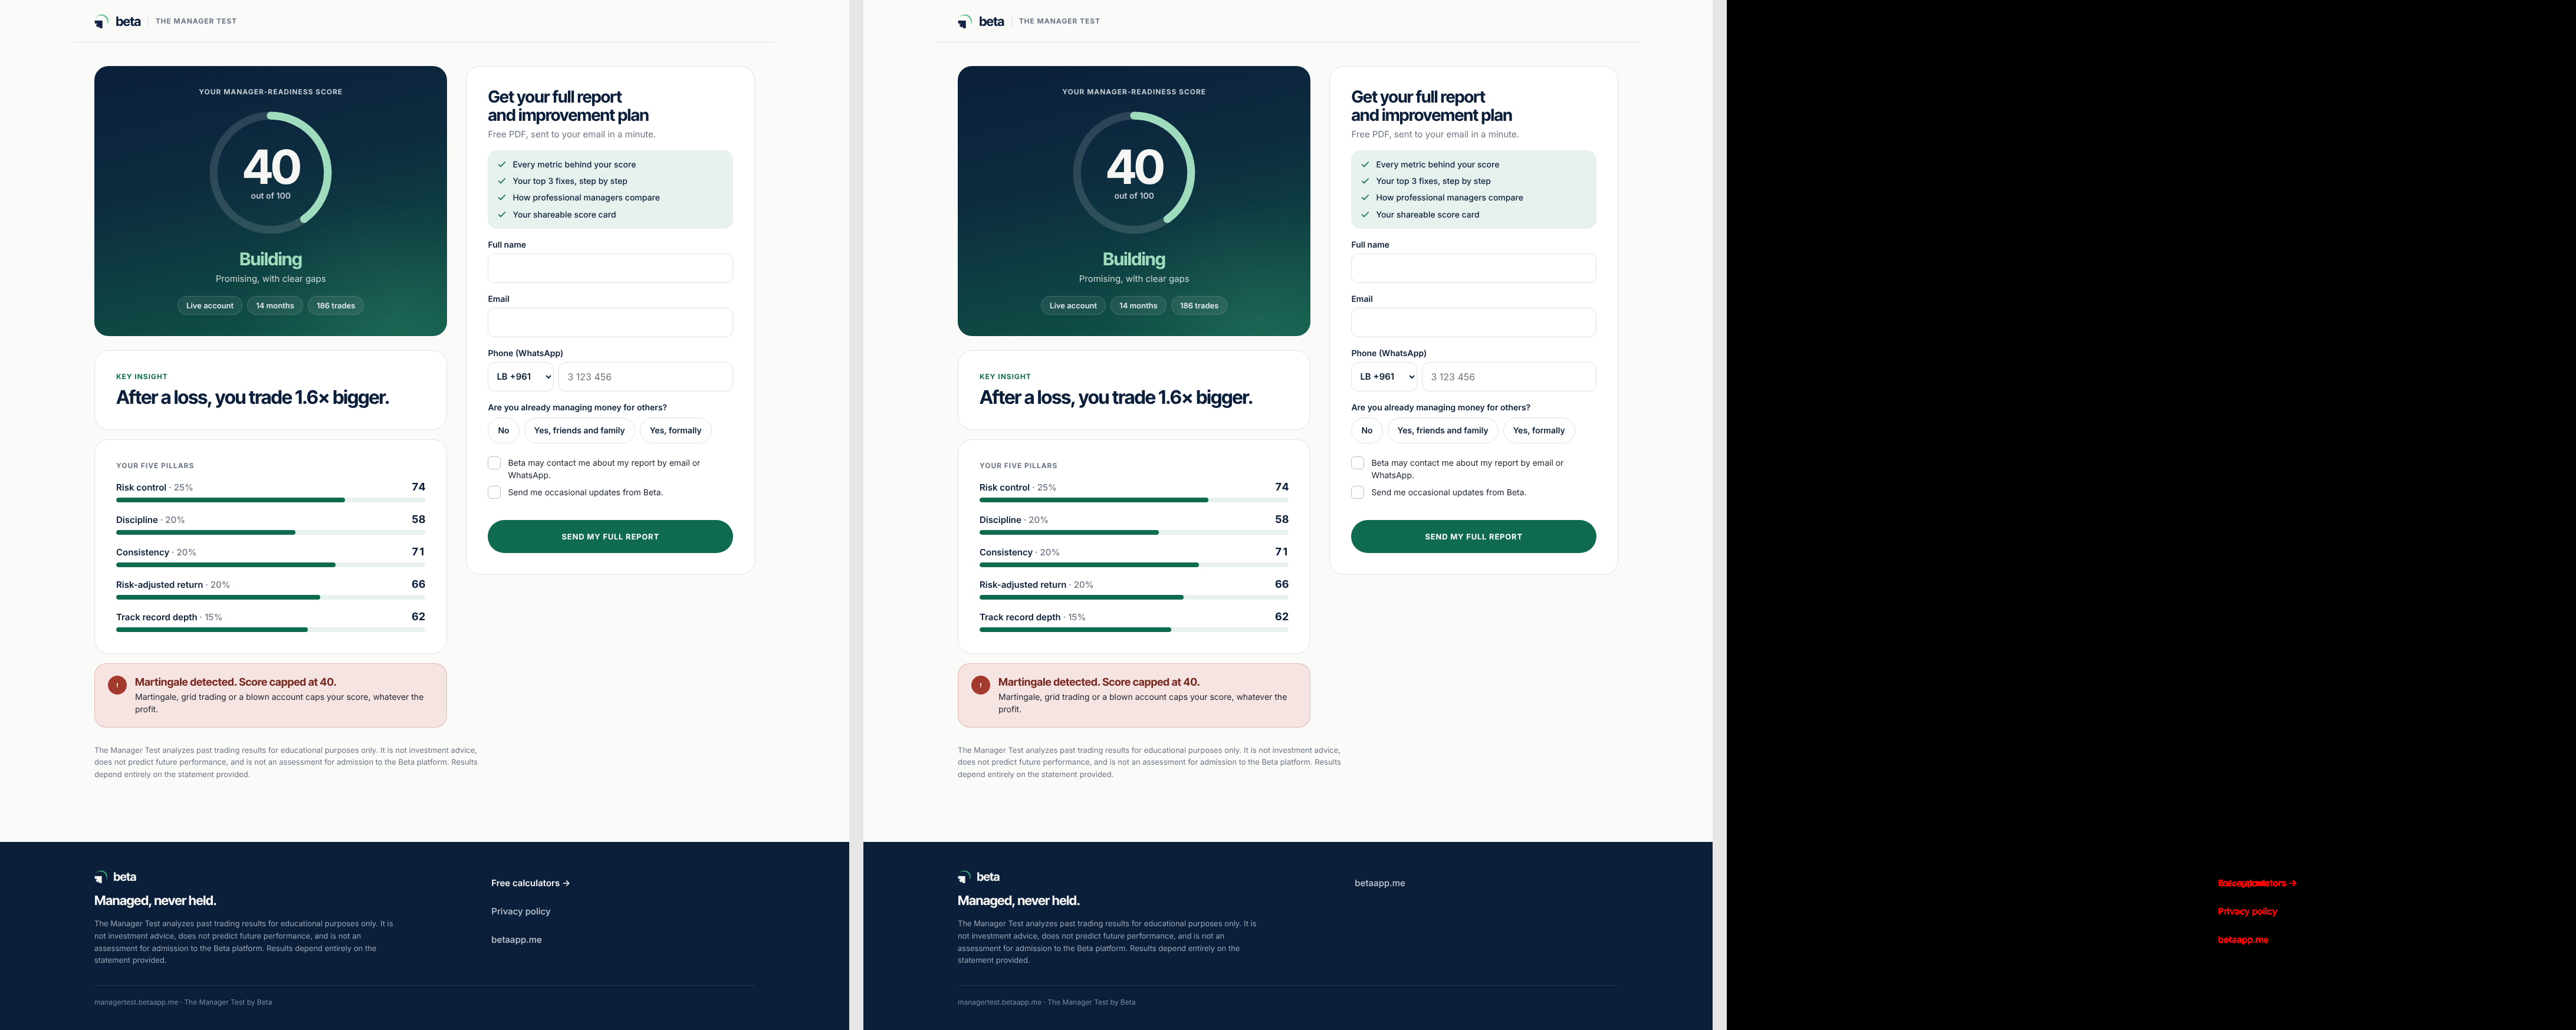 beta
THE MANAGER TEST
YOUR MANAGER-READINESS SCORE
40
out of 100
Building
Promising, with clear gaps
Live account
14 months
186 trades
KEY INSIGHT
After a loss, you trade 1.6× bigger.
YOUR FIVE PILLARS
Risk control · 25% 74
Discipline · 20% 58
Consistency · 20% 71
Risk-adjusted return · 20% 66
Track record depth · 15% 62
!
Martingale detected. Score capped at 40.
Martingale, grid trading or a blown account caps your score, whatever the
profit.
Get your full report
and improvement plan
Free PDF, sent to your email in a minute.
Every metric behind your score
Your top 3 fixes, step by step
How professional managers compare
Your shareable score card
Full name
Email
Phone (WhatsApp)
LB +961
3 123 456
Are you already managing money for others?
No
Yes, friends and family
Yes, formally
Beta may contact me about my report by email or
WhatsApp.
Send me occasional updates from Beta.
SEND MY FULL REPORT
The Manager Test analyzes past trading results for educational purposes only. It is not investment advice,
does not predict future performance, and is not an assessment for admission to the Beta platform. Results
depend entirely on the statement provided.
beta
Managed, never held.
The Manager Test analyzes past trading results for educational purposes only. It is
not investment advice, does not predict future performance, and is not an
assessment for admission to the Beta platform. Results depend entirely on the
statement provided.
Free calculators →
Privacy policy
betaapp.me
managertest.betaapp.me · The Manager Test by Beta
beta
THE MANAGER TEST
YOUR MANAGER-READINESS SCORE
40
out of 100
Building
Promising, with clear gaps
Live account
14 months
186 trades
KEY INSIGHT
After a loss, you trade 1.6× bigger.
YOUR FIVE PILLARS
Risk control · 25% 74
Discipline · 20% 58
Consistency · 20% 71
Risk-adjusted return · 20% 66
Track record depth · 15% 62
!
Martingale detected. Score capped at 40.
Martingale, grid trading or a blown account caps your score, whatever the
profit.
Get your full report
and improvement plan
Free PDF, sent to your email in a minute.
Every metric behind your score
Your top 3 fixes, step by step
How professional managers compare
Your shareable score card
Full name
Email
Phone (WhatsApp)
LB +961
3 123 456
Are you already managing money for others?
No
Yes, friends and family
Yes, formally
Beta may contact me about my report by email or
WhatsApp.
Send me occasional updates from Beta.
SEND MY FULL REPORT
The Manager Test analyzes past trading results for educational purposes only. It is not investment advice,
does not predict future performance, and is not an assessment for admission to the Beta platform. Results
depend entirely on the statement provided.
beta
Managed, never held.
The Manager Test analyzes past trading results for educational purposes only. It is
not investment advice, does not predict future performance, and is not an
assessment for admission to the Beta platform. Results depend entirely on the
statement provided.
betaapp.me
managertest.betaapp.me · The Manager Test by Beta
Privacy policy
betaapp.me